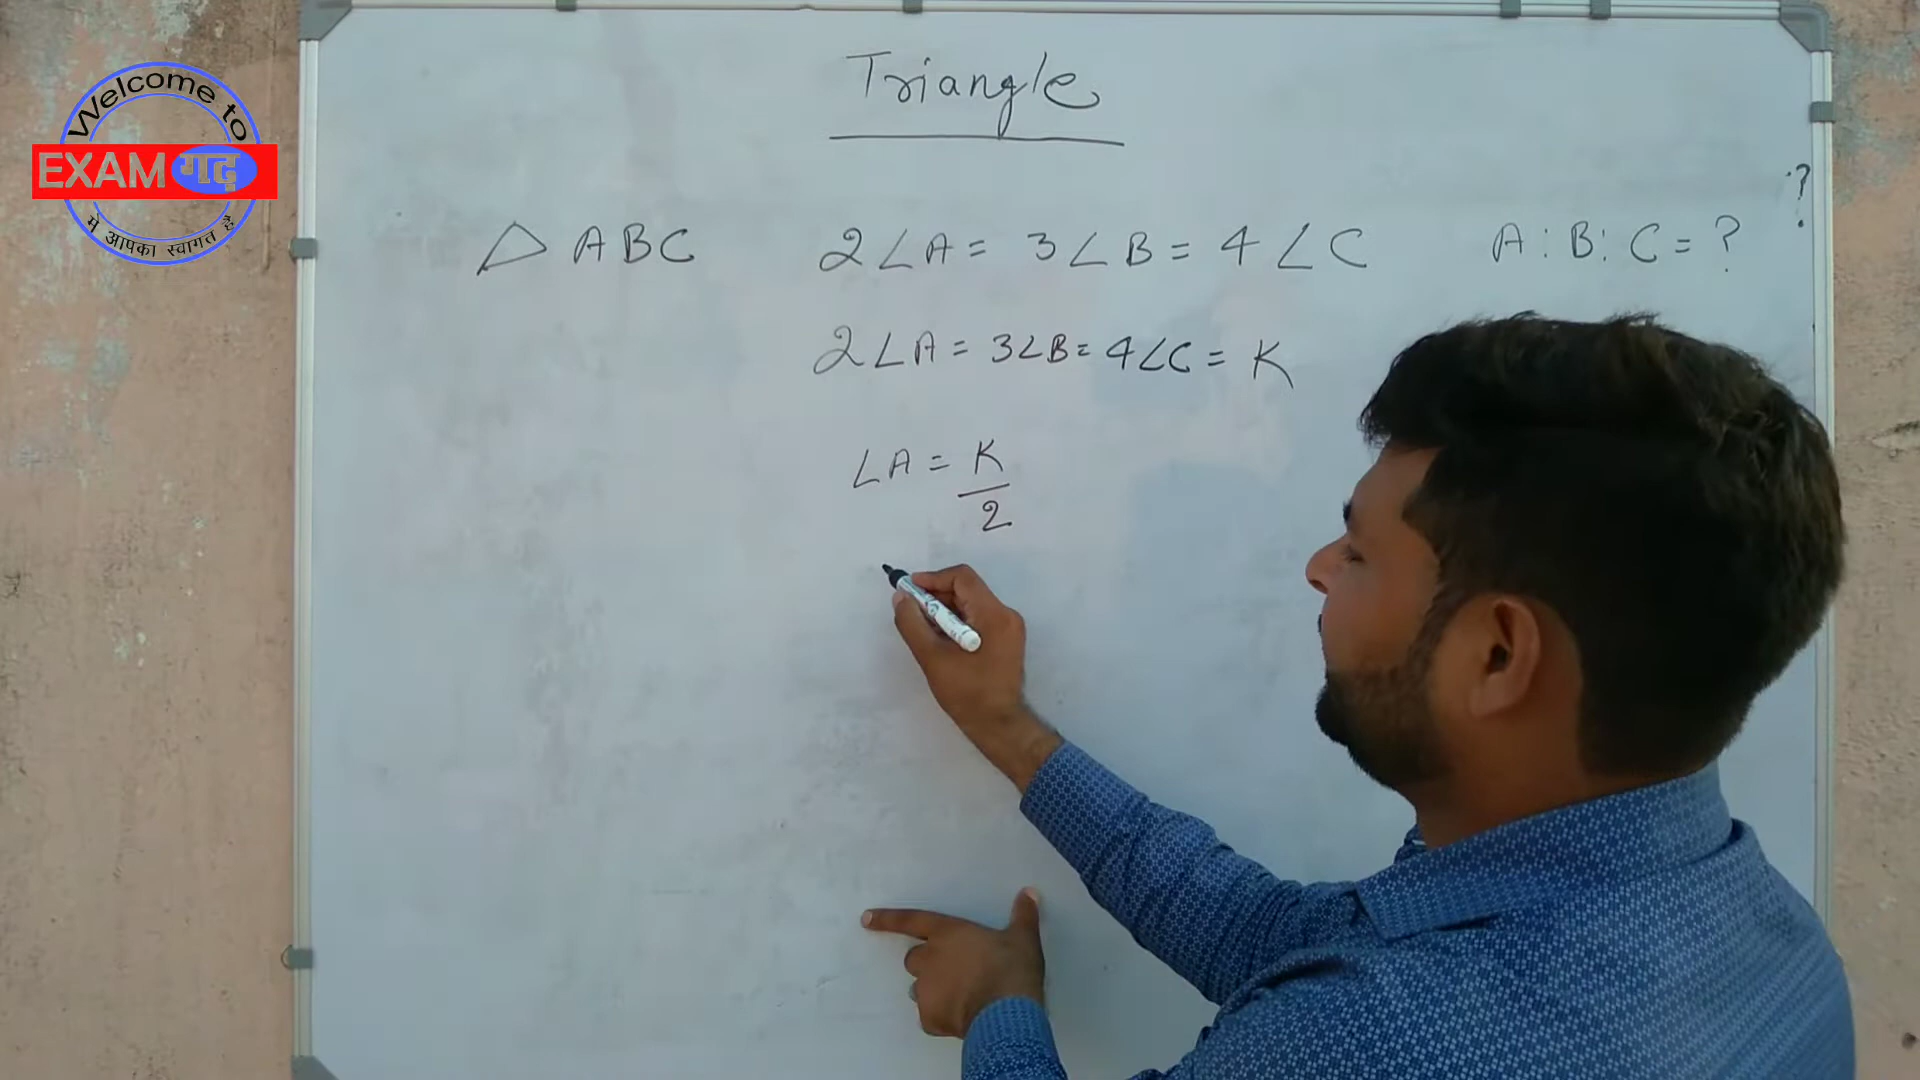 Welcome to
EXAM गढ़
में आपका स्वागत है
Triangle
△ ABC 2∠A = 3∠B = 4∠C A:B:C = ?
?
2∠A = 3∠B = 4∠C = K
∠A = K
2